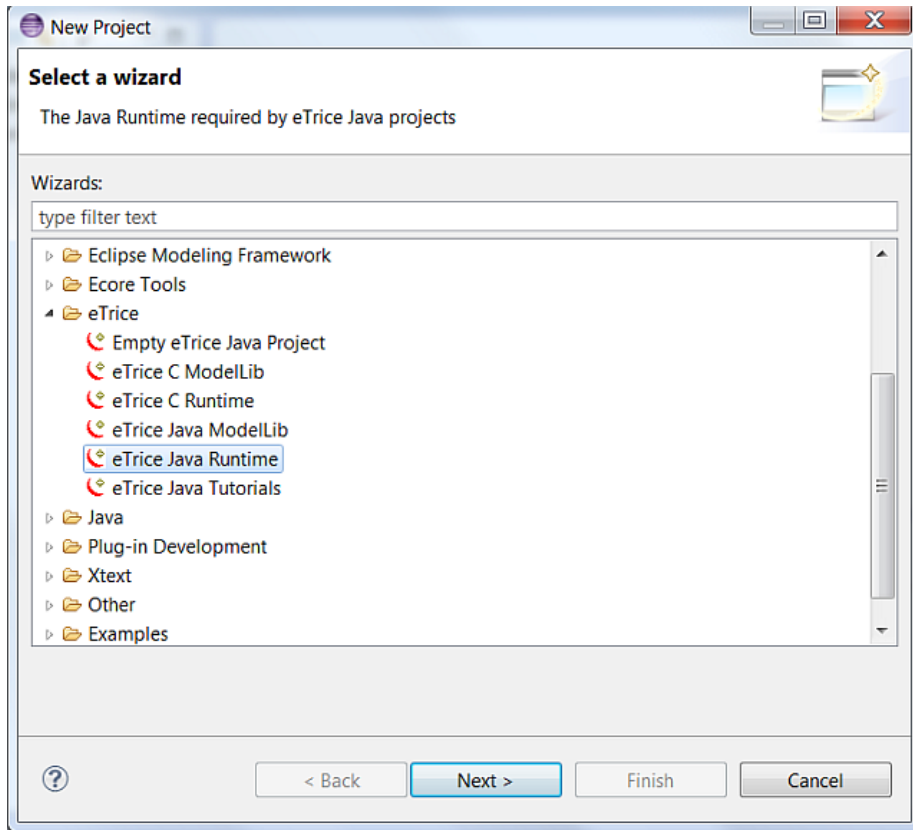 New Project
Select a wizard
The Java Runtime required by eTrice Java projects
Wizards:
type filter text
Eclipse Modeling Framework
Ecore Tools
eTrice
Empty eTrice Java Project
eTrice C ModelLib
eTrice C Runtime
eTrice Java ModelLib
eTrice Java Runtime
eTrice Java Tutorials
Java
Plug-in Development
Xtext
Other
Examples
? < Back Next > Finish Cancel